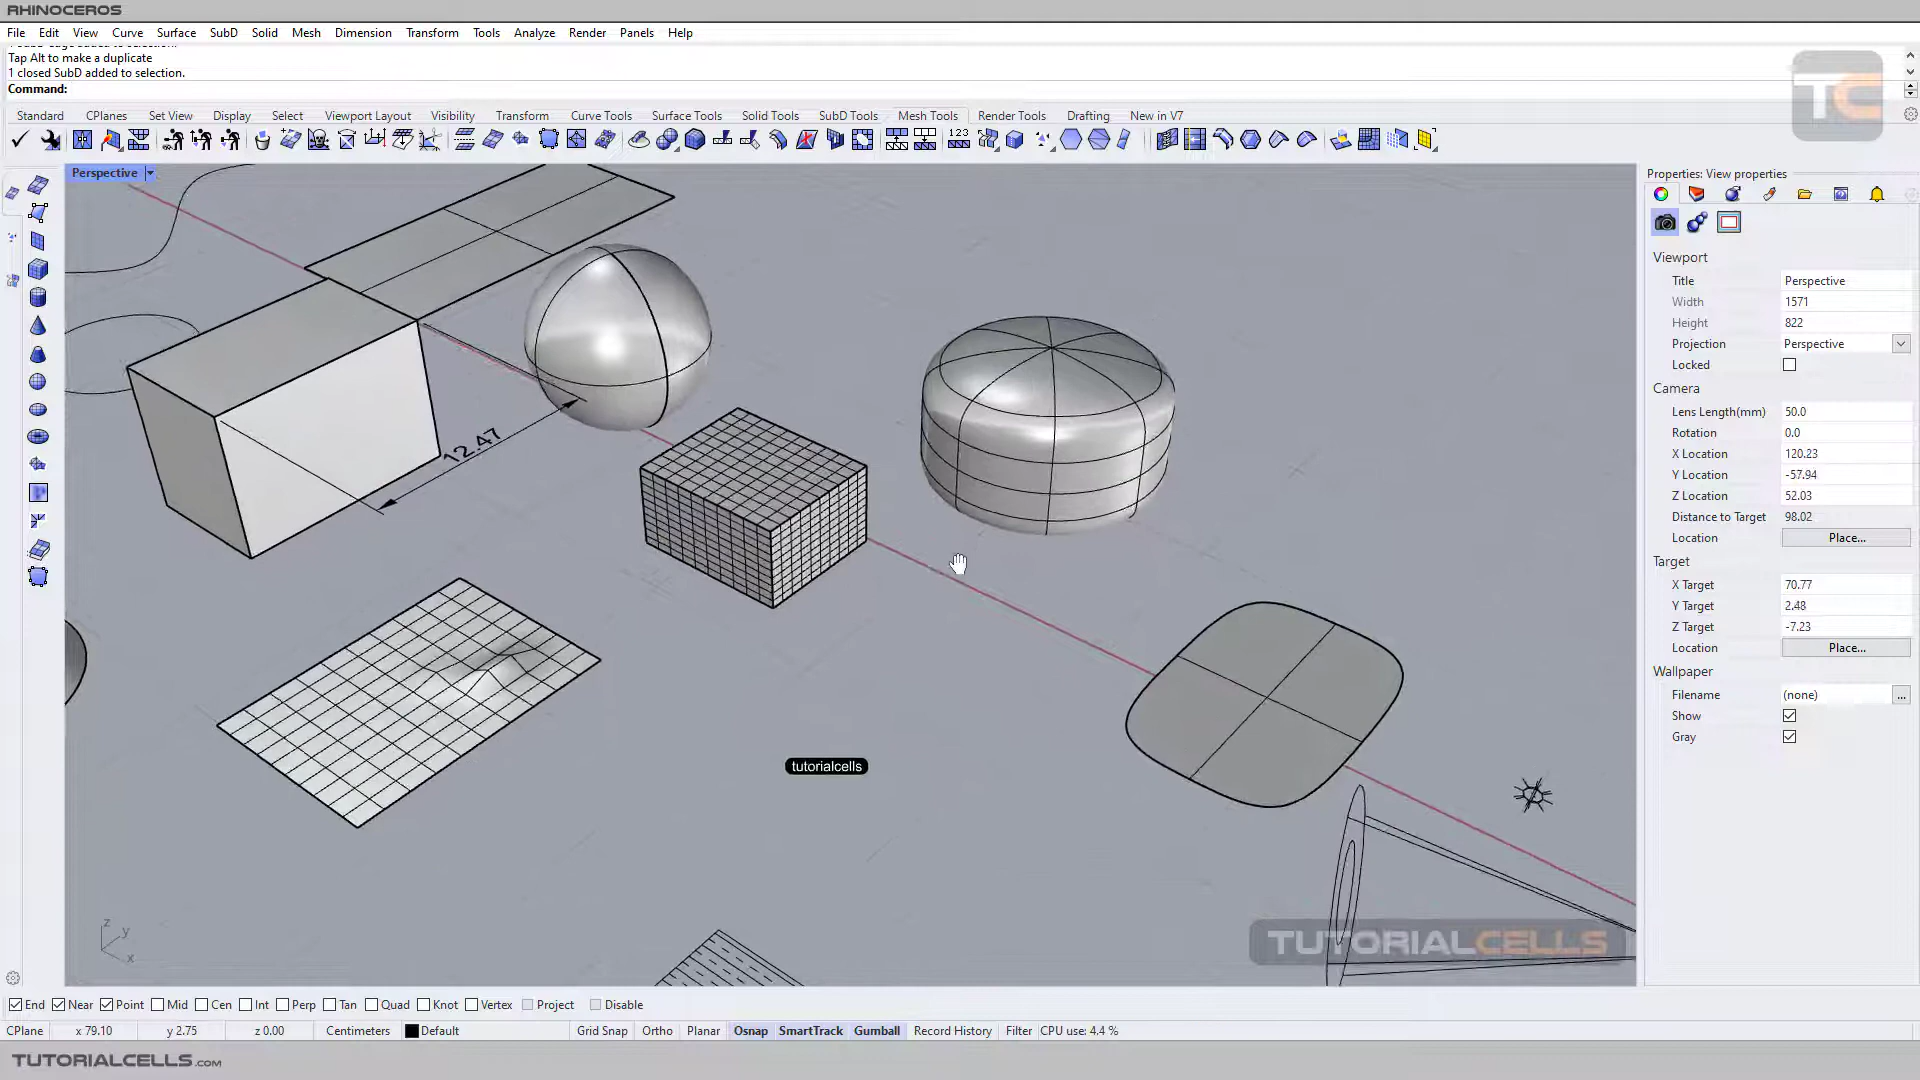 RHINOCEROS
File Edit View Curve Surface SubD Solid Mesh Dimension Transform Tools Analyze Render Panels Help
Tap Alt to make a duplicate
1 closed SubD added to selection.
Command:
TC
Standard CPlanes Set View Display Select Viewport Layout Visibility Transform Curve Tools Surface Tools Solid Tools SubD Tools Mesh Tools Render Tools Drafting New in V7
123
Perspective
Properties: View properties
Viewport
Title Perspective
Width 1571
Height 822
Projection Perspective
Locked
Camera
Lens Length(mm) 50.0
Rotation 0.0
X Location 120.23
Y Location -57.94
Z Location 52.03
Distance to Target 98.02
Location Place...
Target
X Target 70.77
Y Target 2.48
Z Target -7.23
Location Place...
Wallpaper
Filename (none) ...
Show
Gray
12.47
tutorialcells
z
y
x
TUTORIALCELLS
End Near Point Mid Cen Int Perp Tan Quad Knot Vertex Project Disable
CPlane x 79.10 y 2.75 z 0.00 Centimeters Default Grid Snap Ortho Planar Osnap SmartTrack Gumball Record History Filter CPU use: 4.4 %
TUTORIALCELLS.COM